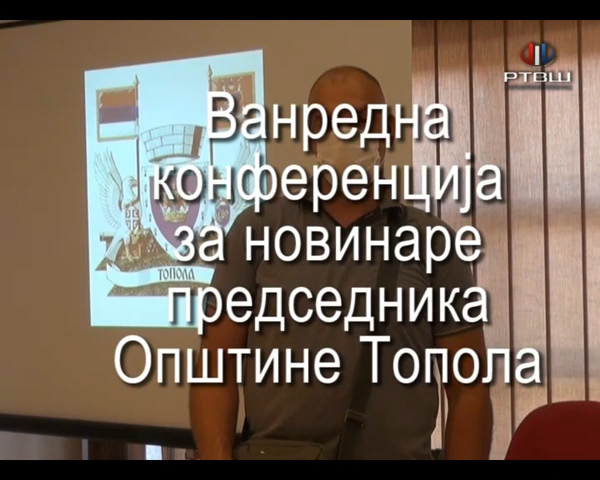 РТВШ
Ванредна
конференција
за новинаре
председника
Општине Топола
ТОПОЛА